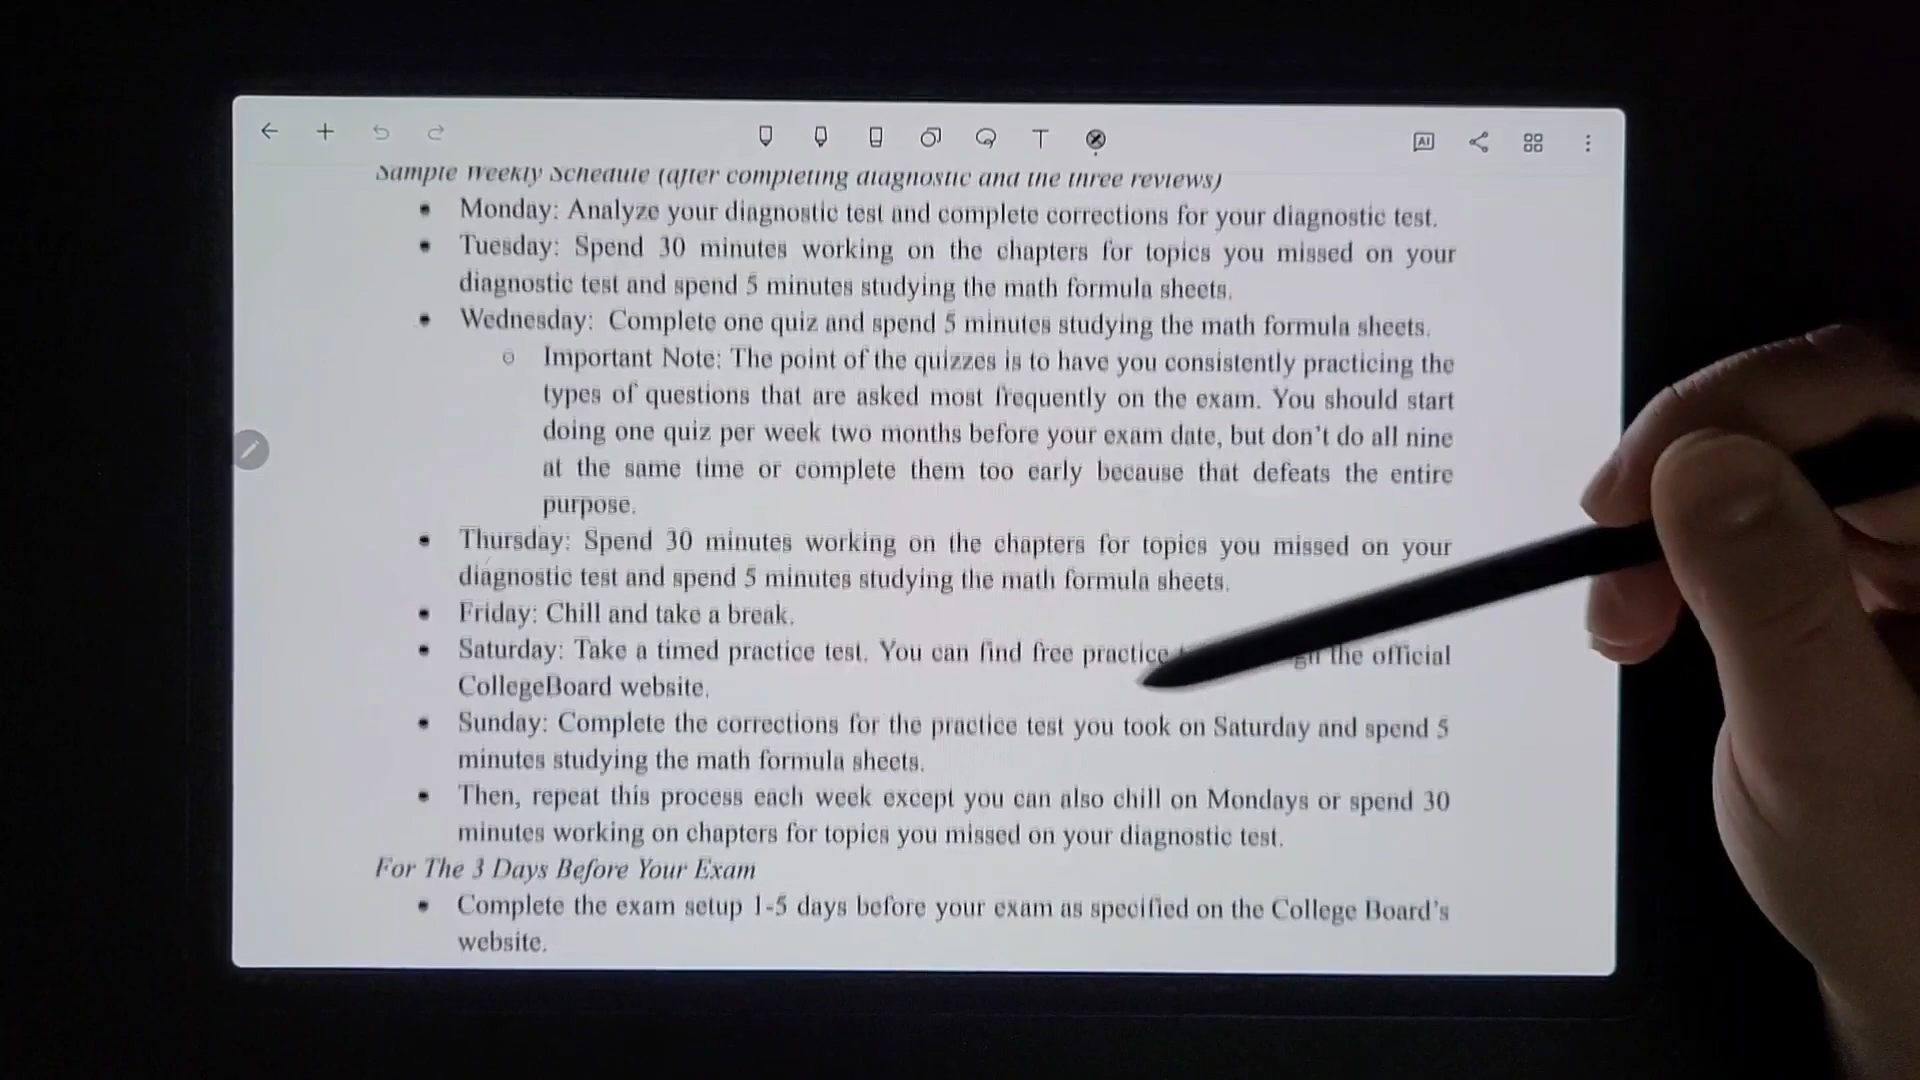 Sample Weekly Schedule (after completing diagnostic and the three reviews)
• Monday: Analyze your diagnostic test and complete corrections for your diagnostic test.
• Tuesday: Spend 30 minutes working on the chapters for topics you missed on your
diagnostic test and spend 5 minutes studying the math formula sheets.
• Wednesday: Complete one quiz and spend 5 minutes studying the math formula sheets.
o Important Note: The point of the quizzes is to have you consistently practicing the
types of questions that are asked most frequently on the exam. You should start
doing one quiz per week two months before your exam date, but don’t do all nine
at the same time or complete them too early because that defeats the entire
purpose.
• Thursday: Spend 30 minutes working on the chapters for topics you missed on your
diagnostic test and spend 5 minutes studying the math formula sheets.
• Friday: Chill and take a break.
• Saturday: Take a timed practice test. You can find free practice the official
CollegeBoard website.
• Sunday: Complete the corrections for the practice test you took on Saturday and spend 5
minutes studying the math formula sheets.
• Then, repeat this process each week except you can also chill on Mondays or spend 30
minutes working on chapters for topics you missed on your diagnostic test.
For The 3 Days Before Your Exam
• Complete the exam setup 1-5 days before your exam as specified on the College Board’s
website.